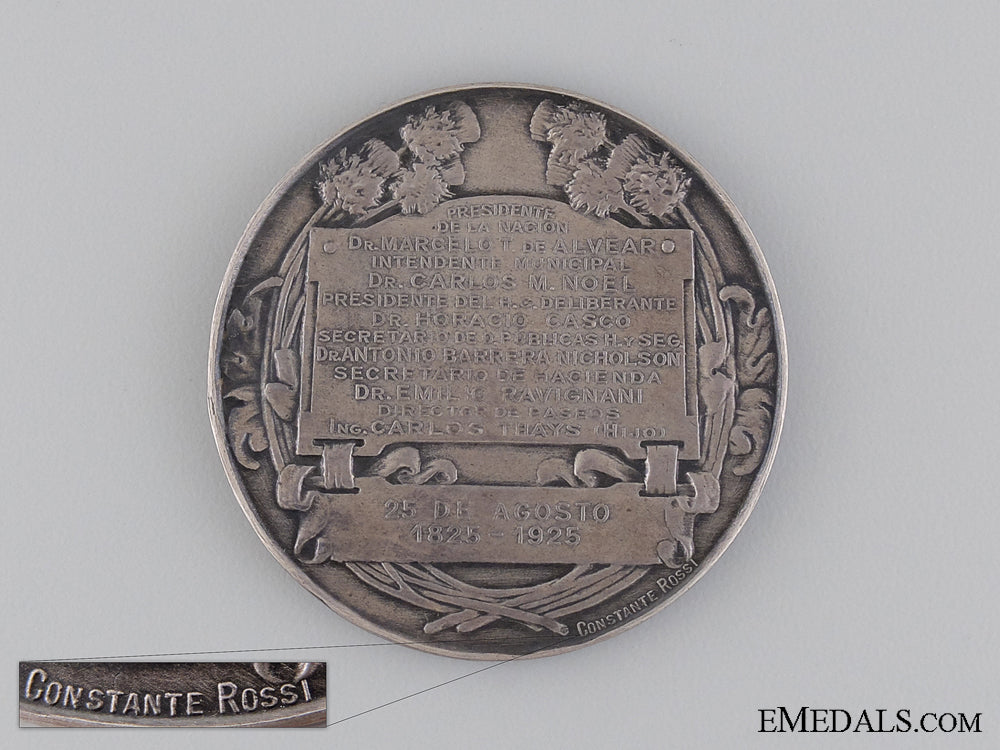 PRESIDENTE
DE LA NACION
DR. MARCELO T. DE ALVEAR
INTENDENTE MUNICIPAL
DR. CARLOS M. NOEL
PRESIDENTE DEL H. C. DELIBERANTE
DR. HORACIO CASCO
SECRETARIO DE O. PUBLICAS H. Y SEG.
DR. ANTONIO BARRERA NICHOLSON
SECRETARIO DE HACIENDA
DR. EMILIO RAVIGNANI
DIRECTOR DE PASEOS
ING. CARLOS THAYS (HIJO)
25 DE AGOSTO
1825 - 1925
CONSTANTE ROSSI
CONSTANTE ROSSI
EMEDALS.COM